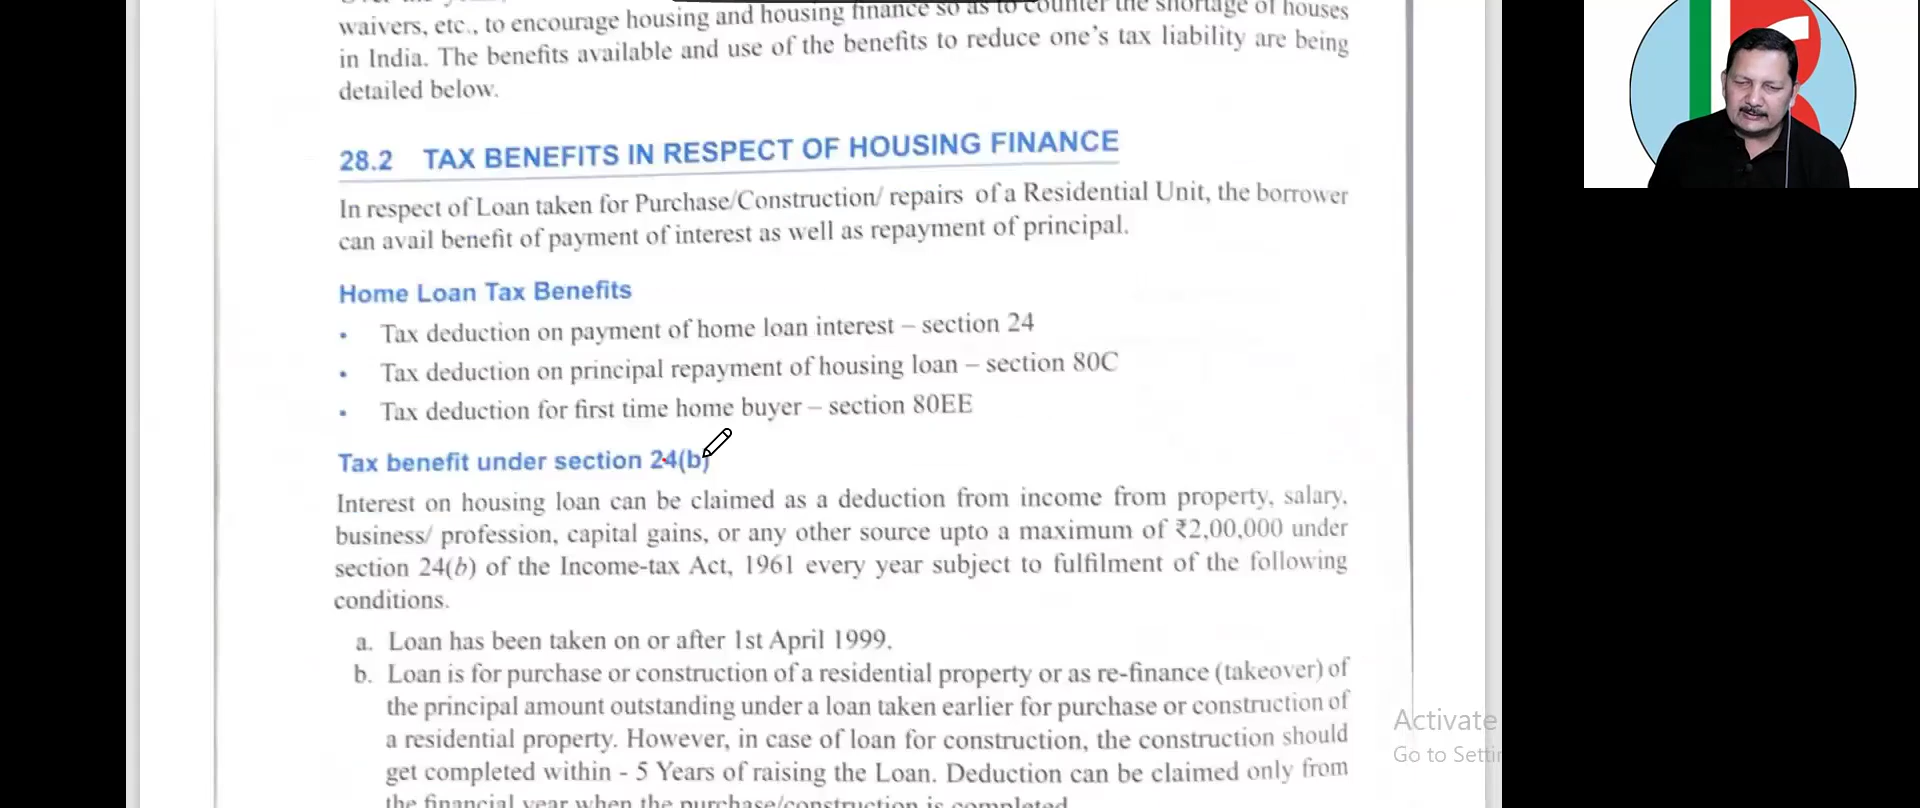 waivers, etc., to encourage housing and housing finance so as to counter the shortage of houses
in India. The benefits available and use of the benefits to reduce one's tax liability are being
detailed below.
28.2 TAX BENEFITS IN RESPECT OF HOUSING FINANCE
In respect of Loan taken for Purchase/Construction/ repairs of a Residential Unit, the borrower
can avail benefit of payment of interest as well as repayment of principal.
Home Loan Tax Benefits
• Tax deduction on payment of home loan interest – section 24
• Tax deduction on principal repayment of housing loan – section 80C
• Tax deduction for first time home buyer – section 80EE
Tax benefit under section 24(b)
Interest on housing loan can be claimed as a deduction from income from property, salary,
business/ profession, capital gains, or any other source upto a maximum of ₹2,00,000 under
section 24(b) of the Income-tax Act, 1961 every year subject to fulfilment of the following
conditions.
a. Loan has been taken on or after 1st April 1999.
b. Loan is for purchase or construction of a residential property or as re-finance (takeover) of
the principal amount outstanding under a loan taken earlier for purchase or construction of
a residential property. However, in case of loan for construction, the construction should
get completed within - 5 Years of raising the Loan. Deduction can be claimed only from
the financial year when the purchase/construction is completed
Activate
Go to Setti